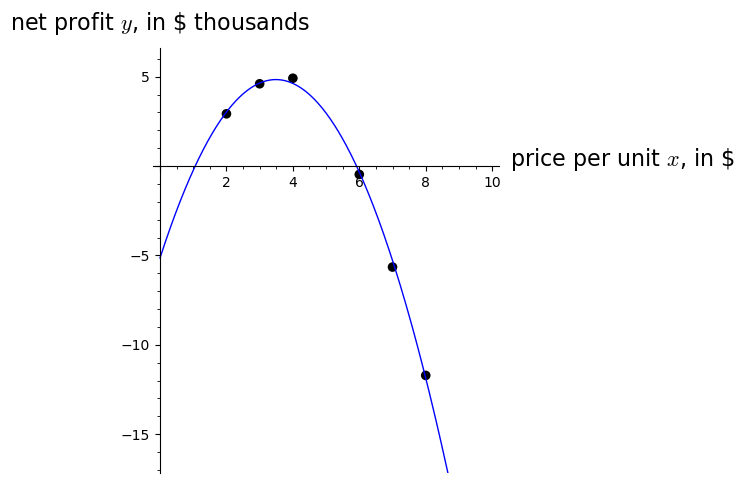 net profit y, in $ thousands
5
price per unit x, in $
2 4 6 8 10
−5
−10
−15